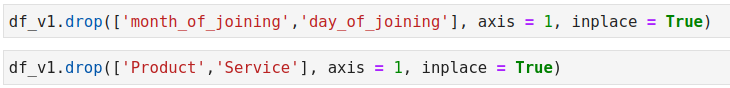 df_v1.drop(['month_of_joining','day_of_joining'], axis = 1, inplace = True)
df_v1.drop(['Product','Service'], axis = 1, inplace = True)